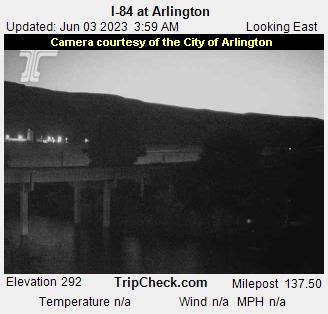 I-84 at Arlington
Updated: Jun 03 2023 3:59 AM Looking East
Camera courtesy of the City of Arlington
Elevation 292 TripCheck.com Milepost 137.50
Temperature n/a Wind n/a MPH n/a